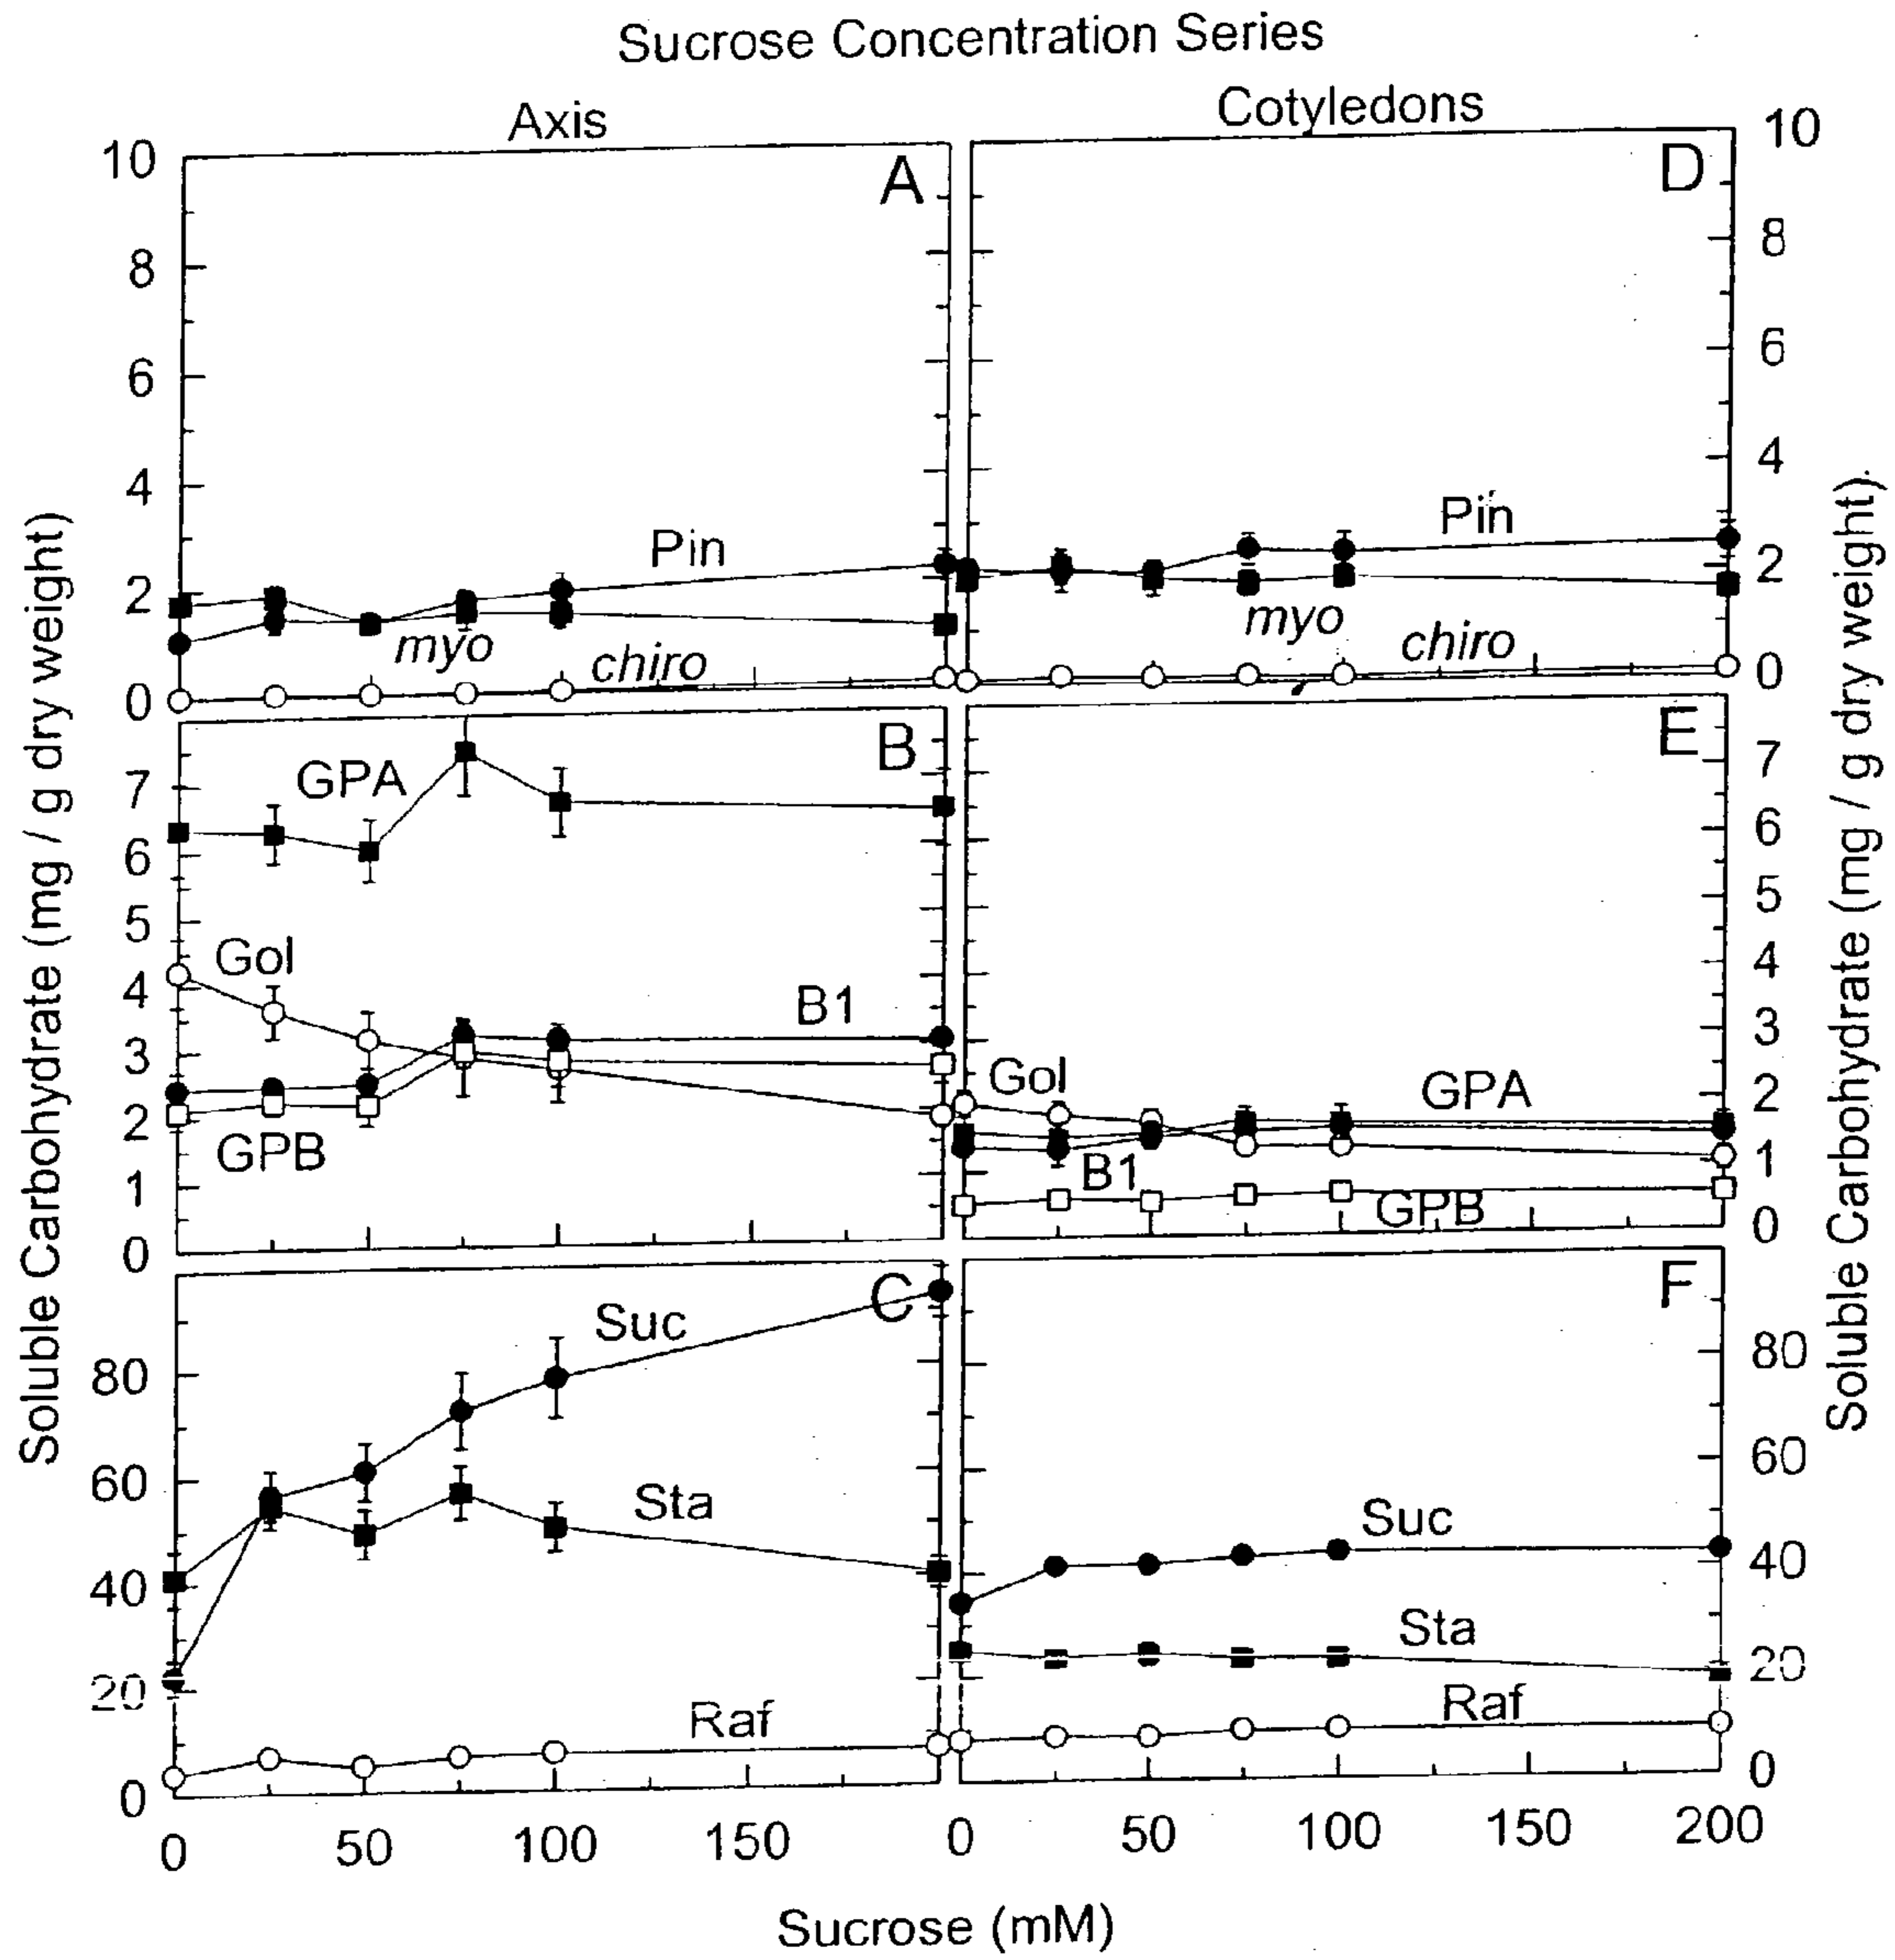 Sucrose Concentration Series
Axis
Cotyledons
10
A
D
10
8
8
6
6
4
4
Pin
Pin
2
2
myo
myo
chiro
chiro
0
0
B
E
GPA
7
7
6
6
5
5
Gol
4
4
B1
3
3
Gol
GPA
2
2
GPB
B1
1
1
GPB
0
0
C
F
Suc
80
80
60
60
Sta
Suc
40
40
Sta
20
20
Raf
Raf
0
0
0
50
100
150
0
50
100
150
200
Sucrose (mM)
Soluble Carbohydrate (mg / g dry weight)
Soluble Carbohydrate (mg / g dry weight).